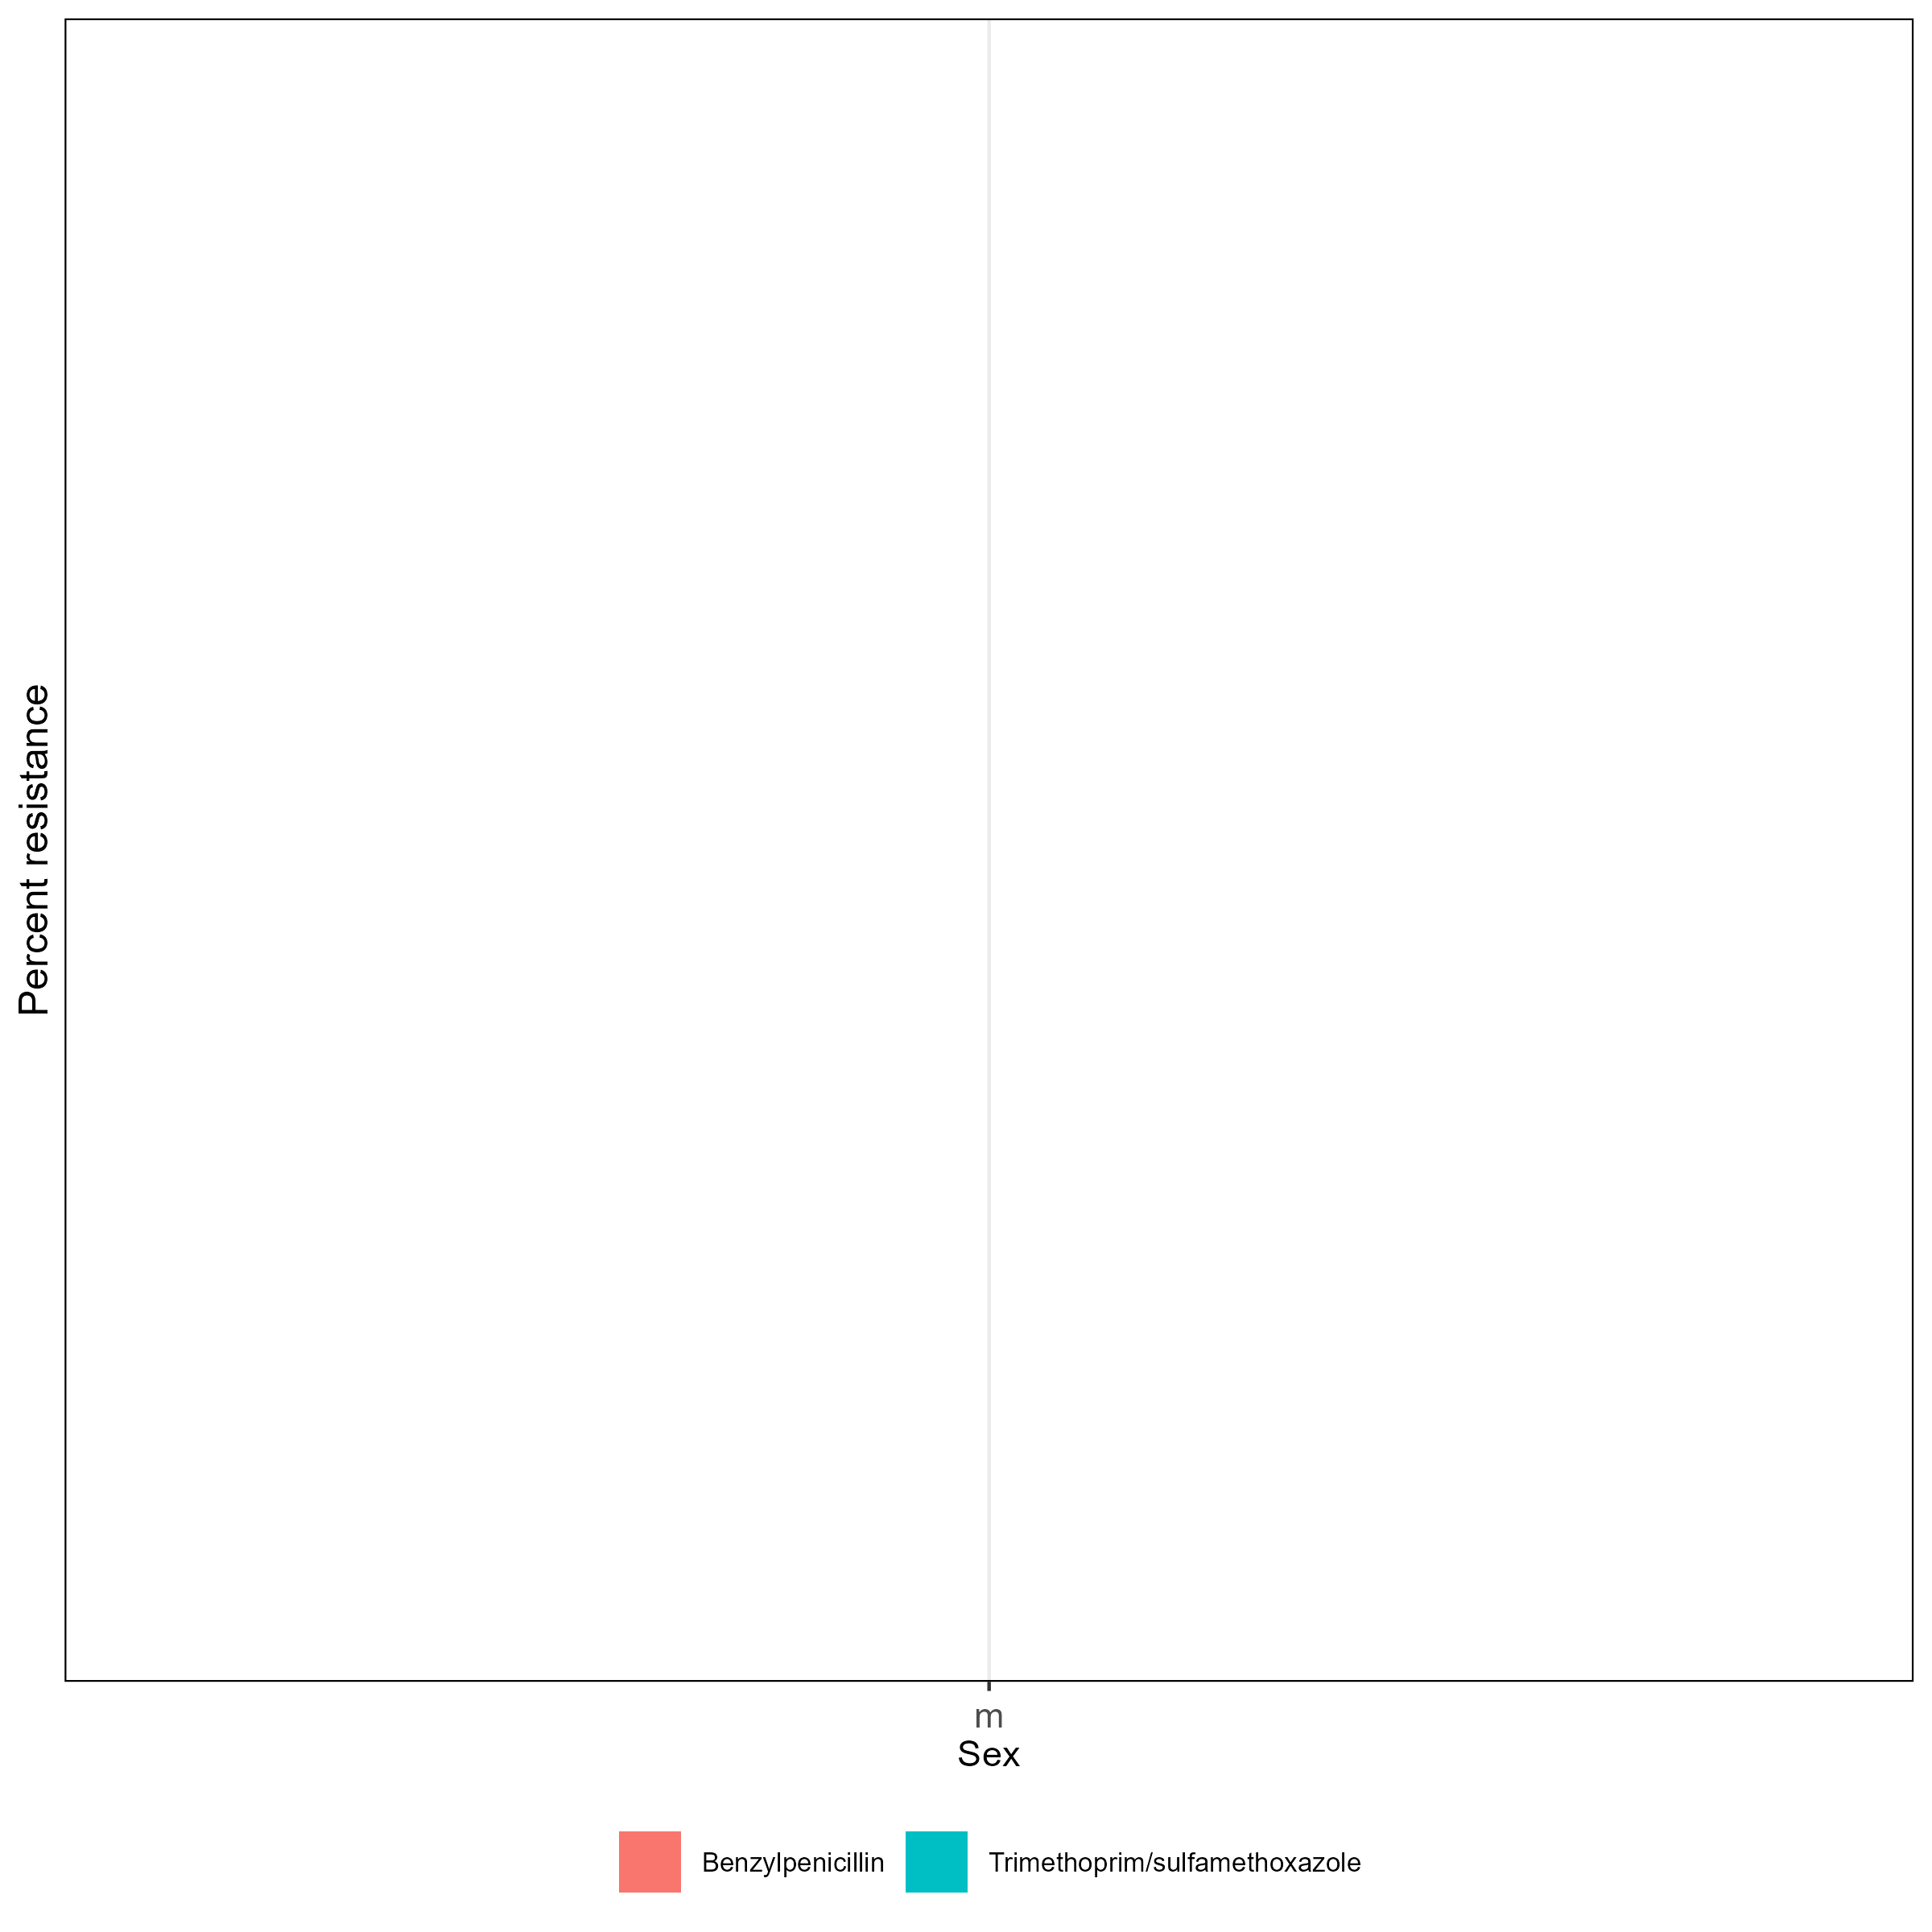 Percent resistance
m
Sex
Benzylpenicillin
Trimethoprim/sulfamethoxazole